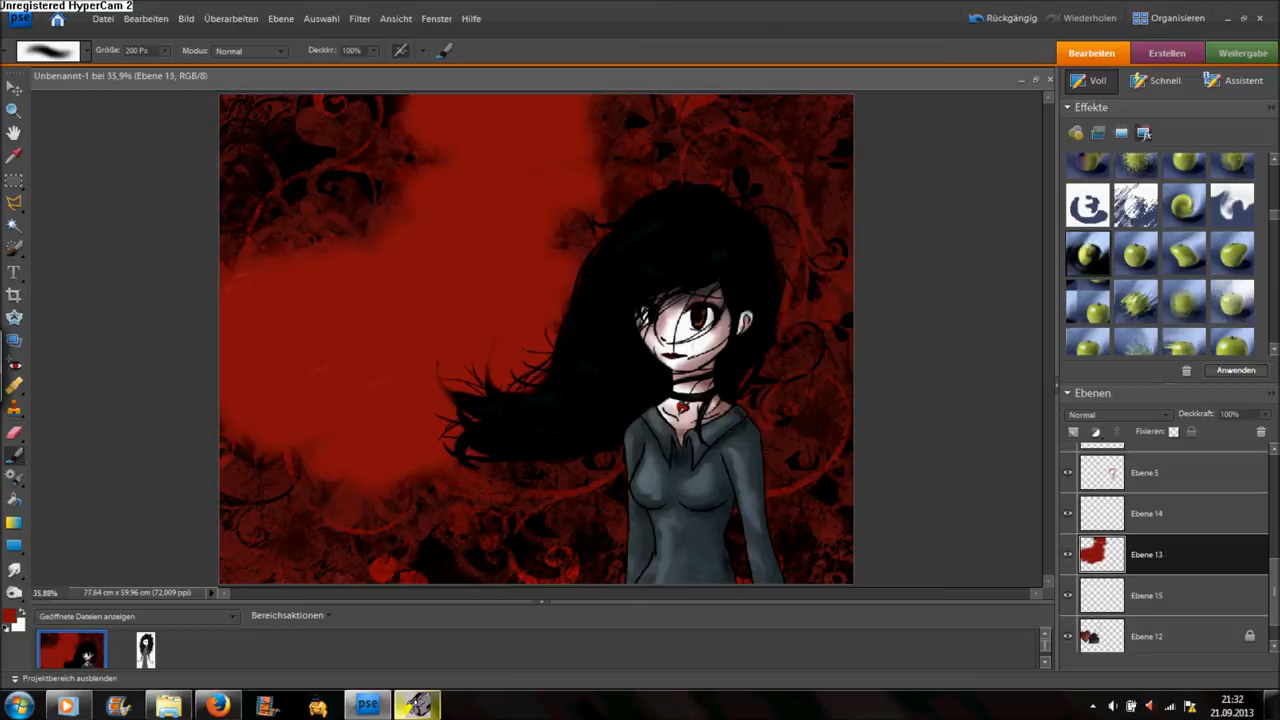 Unregistered HyperCam 2
pse Datei Bearbeiten Bild Überarbeiten Ebene Auswahl Filter Ansicht Fenster Hilfe Rückgängig Wiederholen Organisieren
Größe: 200 Px Modus: Normal Deckkr.: 100% Bearbeiten Erstellen Weitergabe
Unbenannt-1 bei 35,9% (Ebene 13, RGB/8) Voll Schnell Assistent
Effekte
Anwenden
Ebenen
Normal Deckkraft: 100%
Fixieren:
Ebene 5
Ebene 14
Ebene 13
Ebene 15
35,88% 77,64 cm x 59,96 cm (72,009 ppi)
Geöffnete Dateien anzeigen Bereichsaktionen
Ebene 12
Projektbereich ausblenden
pse
21:32
21.09.2013